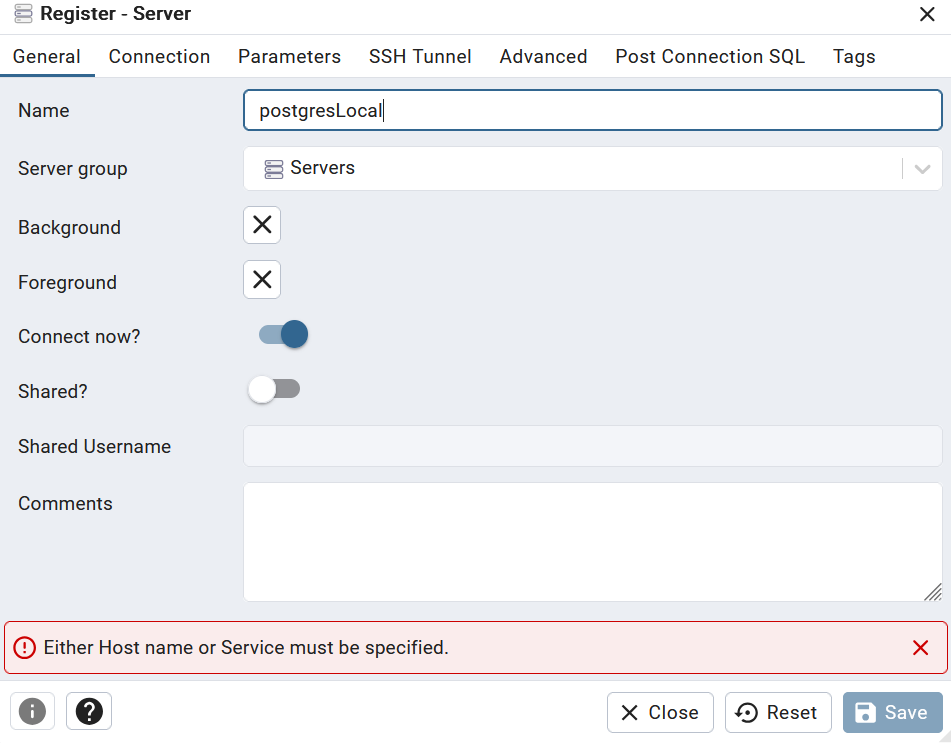 Register - Server
General Connection Parameters SSH Tunnel Advanced Post Connection SQL Tags
Name postgresLocal
Server group Servers
Background
Foreground
Connect now?
Shared?
Shared Username
Comments
Either Host name or Service must be specified.
Close Reset Save